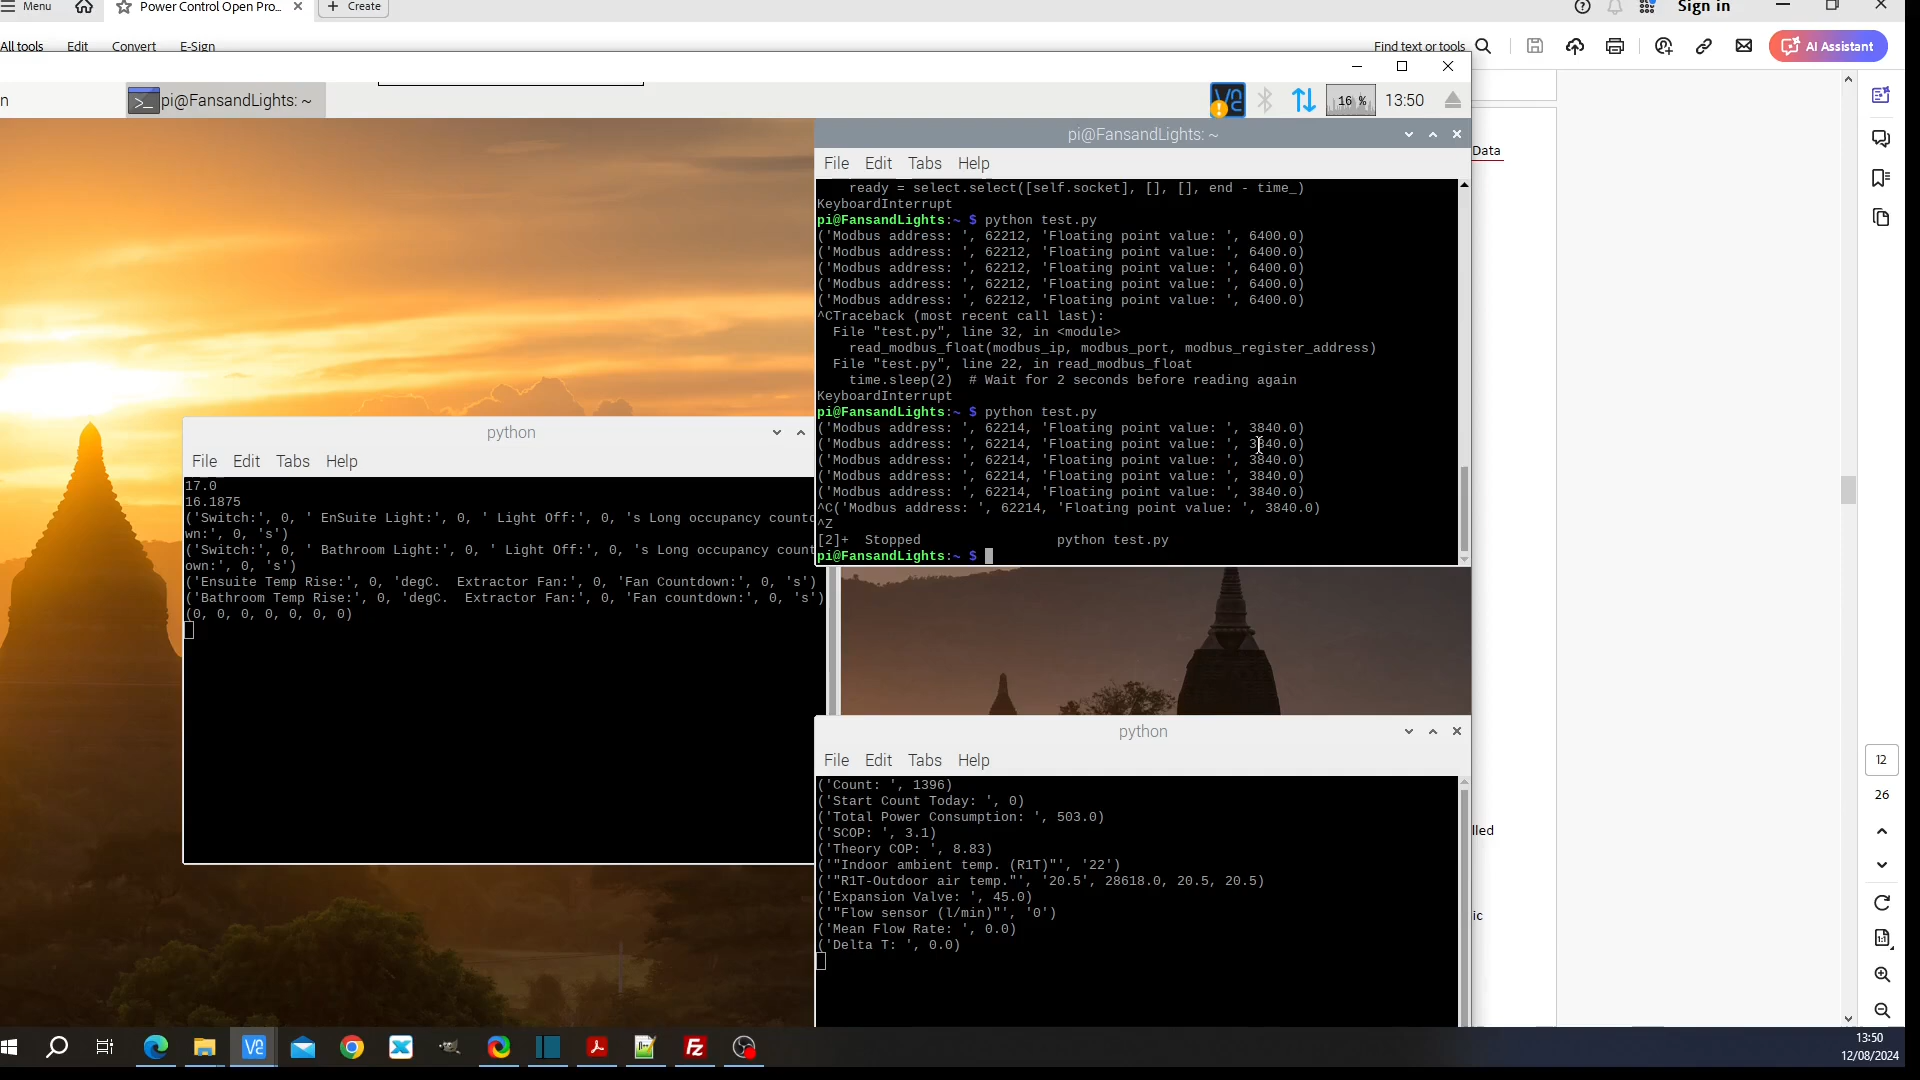 Menu
Power Control Open Pro...
Create
Sign in
All tools
Edit
Convert
E-Sign
Find text or tools
AI Assistant
n
pi@FansandLights: ~
16 %
13:50
Data
pi@FansandLights: ~
File Edit Tabs Help
ready = select.select([self.socket], [], [], end - time_)
KeyboardInterrupt
pi@FansandLights:~ $ python test.py
('Modbus address: ', 62212, 'Floating point value: ', 6400.0)
('Modbus address: ', 62212, 'Floating point value: ', 6400.0)
('Modbus address: ', 62212, 'Floating point value: ', 6400.0)
('Modbus address: ', 62212, 'Floating point value: ', 6400.0)
('Modbus address: ', 62212, 'Floating point value: ', 6400.0)
^CTraceback (most recent call last):
File "test.py", line 32, in <module>
read_modbus_float(modbus_ip, modbus_port, modbus_register_address)
File "test.py", line 22, in read_modbus_float
time.sleep(2)  # Wait for 2 seconds before reading again
KeyboardInterrupt
pi@FansandLights:~ $ python test.py
('Modbus address: ', 62214, 'Floating point value: ', 3840.0)
('Modbus address: ', 62214, 'Floating point value: ', 3840.0)
('Modbus address: ', 62214, 'Floating point value: ', 3840.0)
('Modbus address: ', 62214, 'Floating point value: ', 3840.0)
('Modbus address: ', 62214, 'Floating point value: ', 3840.0)
^C('Modbus address: ', 62214, 'Floating point value: ', 3840.0)
^Z
[2]+  Stopped                 python test.py
pi@FansandLights:~ $
python
File Edit Tabs Help
17.0
16.1875
('Switch:', 0, ' EnSuite Light:', 0, ' Light Off:', 0, 's Long occupancy countd
wn:', 0, 's')
('Switch:', 0, ' Bathroom Light:', 0, ' Light Off:', 0, 's Long occupancy count
own:', 0, 's')
('Ensuite Temp Rise:', 0, 'degC.  Extractor Fan:', 0, 'Fan Countdown:', 0, 's')
('Bathroom Temp Rise:', 0, 'degC.  Extractor Fan:', 0, 'Fan countdown:', 0, 's')
(0, 0, 0, 0, 0, 0, 0)
python
File Edit Tabs Help
('Count: ', 1396)
('Start Count Today: ', 0)
('Total Power Consumption: ', 503.0)
('SCOP: ', 3.1)
('Theory COP: ', 8.83)
('"Indoor ambient temp. (R1T)"', '22')
('"R1T-Outdoor air temp."', '20.5', 28618.0, 20.5, 20.5)
('Expansion Valve: ', 45.0)
('"Flow sensor (l/min)"', '0')
('Mean Flow Rate: ', 0.0)
('Delta T: ', 0.0)
lled
ic
12
26
13:50
12/08/2024